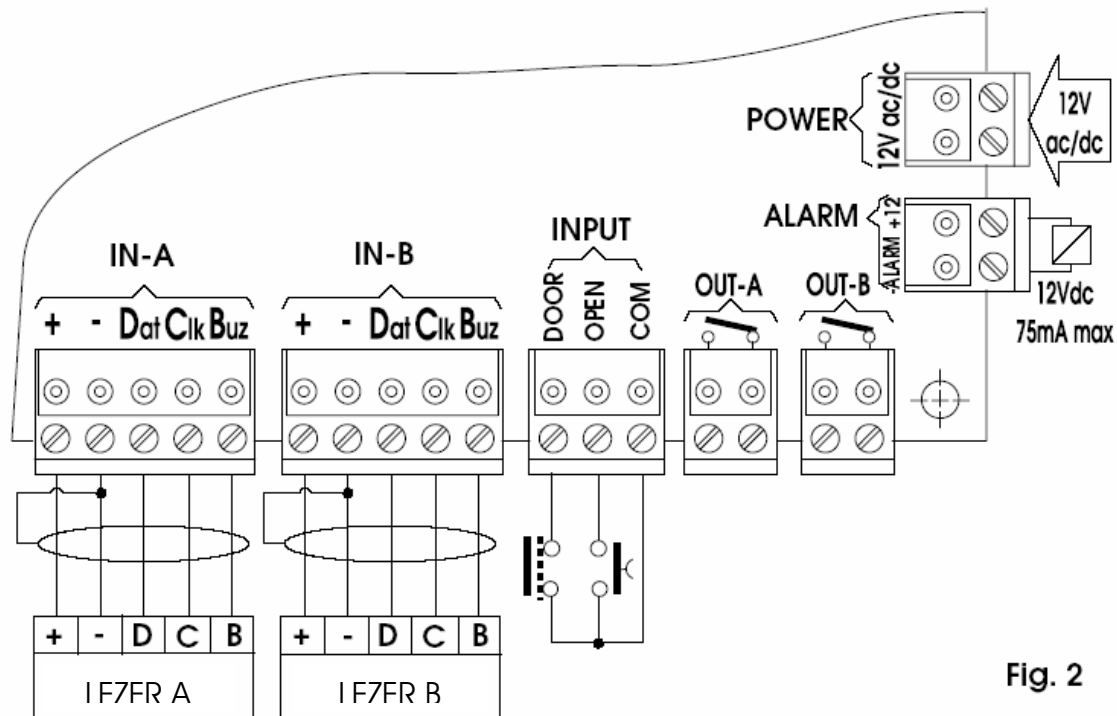 POWER
12V ac/dc
12V
ac/dc
ALARM
-ALARM +12
12Vdc
75mA max
IN-A
+ - Dat Clk Buz
IN-B
+ - Dat Clk Buz
INPUT
DOOR
OPEN
COM
OUT-A
OUT-B
+ - D C B
+ - D C B
Fig. 2